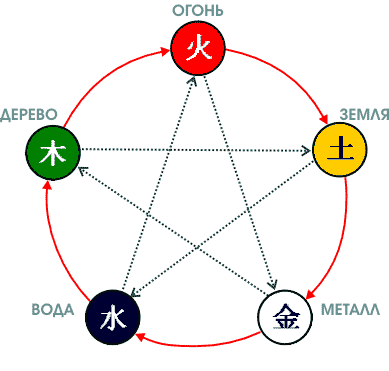 ОГОНЬ
火
ДЕРЕВО
木
ЗЕМЛЯ
土
ВОДА
水
金
МЕТАЛЛ